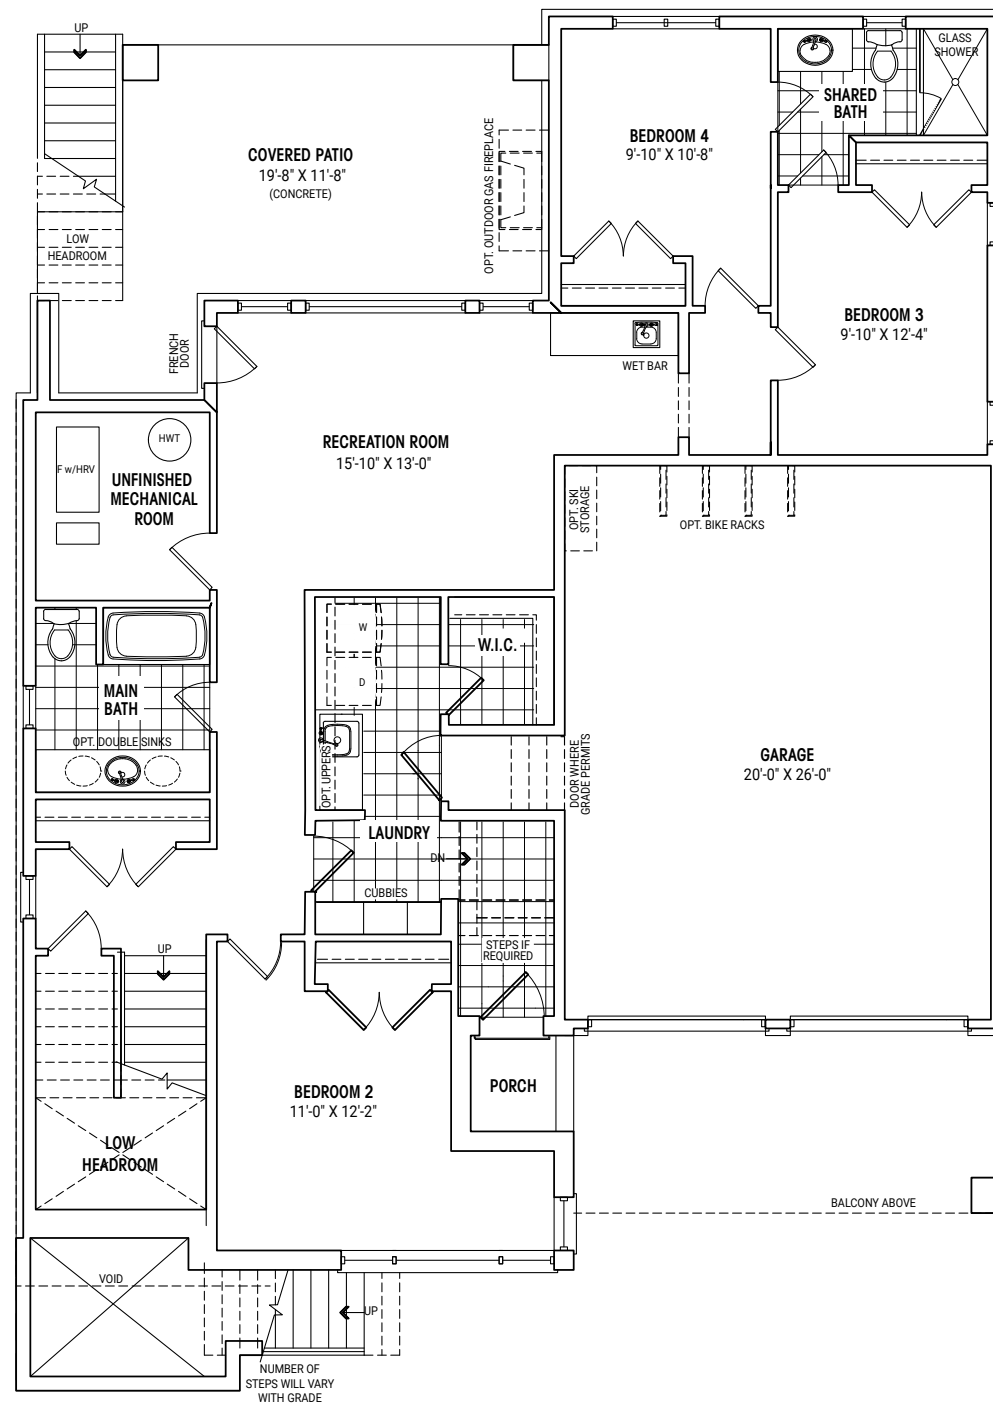 UP
GLASS
SHOWER
SHARED
BATH
BEDROOM 4
9'-10" X 10'-8"
COVERED PATIO
19'-8" X 11'-8"
(CONCRETE)
OPT. OUTDOOR GAS FIREPLACE
LOW
HEADROOM
BEDROOM 3
9'-10" X 12'-4"
FRENCH
DOOR
WET BAR
HWT
F w/HRV
UNFINISHED
MECHANICAL
ROOM
RECREATION ROOM
15'-10" X 13'-0"
OPT. SKI
STORAGE
OPT. BIKE RACKS
W
D
W.I.C.
MAIN
BATH
OPT. DOUBLE SINKS
OPT. UPPERS
DOOR WHERE
GRADE PERMITS
GARAGE
20'-0" X 26'-0"
LAUNDRY
DN
CUBBIES
UP
STEPS IF
REQUIRED
BEDROOM 2
11'-0" X 12'-2"
PORCH
LOW
HEADROOM
BALCONY ABOVE
VOID
UP
NUMBER OF
STEPS WILL VARY
WITH GRADE